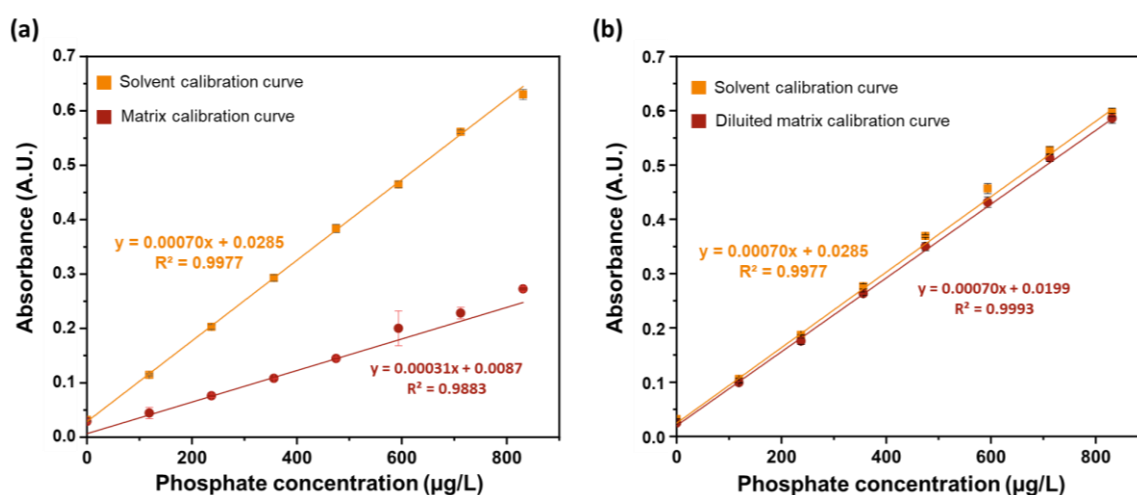 (a)
0.7
0.6
0.5
0.4
0.3
0.2
0.1
0.0
Absorbance (A.U.)
Solvent calibration curve
Matrix calibration curve
y = 0.00070x + 0.0285
R² = 0.9977
y = 0.00031x + 0.0087
R² = 0.9883
0 200 400 600 800
Phosphate concentration (µg/L)
(b)
0.7
0.6
0.5
0.4
0.3
0.2
0.1
0.0
Absorbance (A.U.)
Solvent calibration curve
Diluted matrix calibration curve
y = 0.00070x + 0.0285
R² = 0.9977
y = 0.00070x + 0.0199
R² = 0.9993
0 200 400 600 800
Phosphate concentration (µg/L)